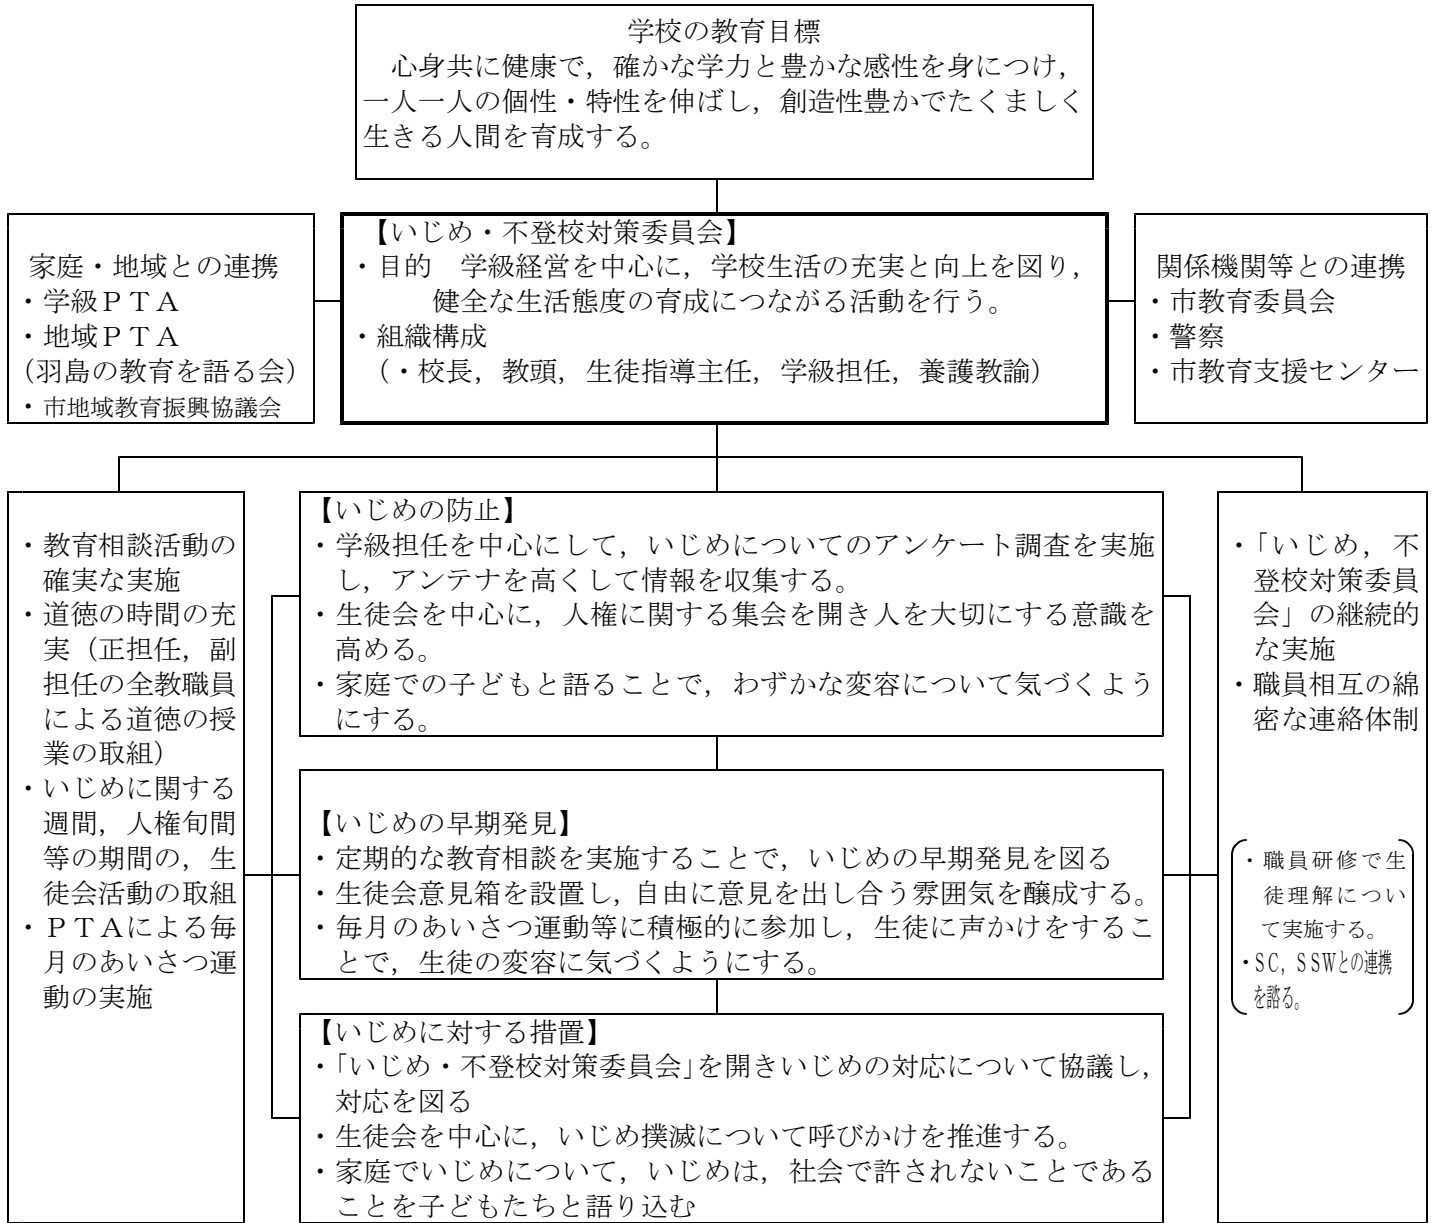 学校の教育目標
心身共に健康で，確かな学力と豊かな感性を身につけ，
一人一人の個性・特性を伸ばし，創造性豊かでたくましく
生きる人間を育成する。
家庭・地域との連携
・学級ＰＴＡ
・地域ＰＴＡ
（羽島の教育を語る会）
・市地域教育振興協議会
【いじめ・不登校対策委員会】
・目的　学級経営を中心に，学校生活の充実と向上を図り，
健全な生活態度の育成につながる活動を行う。
・組織構成
（・校長，教頭，生徒指導主任，学級担任，養護教諭）
関係機関等との連携
・市教育委員会
・警察
・市教育支援センター
・教育相談活動の
確実な実施
・道徳の時間の充
実（正担任，副
担任の全教職員
による道徳の授
業の取組）
・いじめに関する
週間，人権旬間
等の期間の，生
徒会活動の取組
・ＰＴＡによる毎
月のあいさつ運
動の実施
【いじめの防止】
・学級担任を中心にして，いじめについてのアンケート調査を実施
し，アンテナを高くして情報を収集する。
・生徒会を中心に，人権に関する集会を開き人を大切にする意識を
高める。
・家庭での子どもと語ることで，わずかな変容について気づくよう
にする。
【いじめの早期発見】
・定期的な教育相談を実施することで，いじめの早期発見を図る
・生徒会意見箱を設置し，自由に意見を出し合う雰囲気を醸成する。
・毎月のあいさつ運動等に積極的に参加し，生徒に声かけをするこ
とで，生徒の変容に気づくようにする。
【いじめに対する措置】
・「いじめ・不登校対策委員会」を開きいじめの対応について協議し，
対応を図る
・生徒会を中心に，いじめ撲滅について呼びかけを推進する。
・家庭でいじめについて，いじめは，社会で許されないことである
ことを子どもたちと語り込む
・「いじめ，不
登校対策委員
会」の継続的
な実施
・職員相互の綿
密な連絡体制
・職員研修で生
徒理解につい
て実施する。
・SC，SSWとの連携
を諮る。